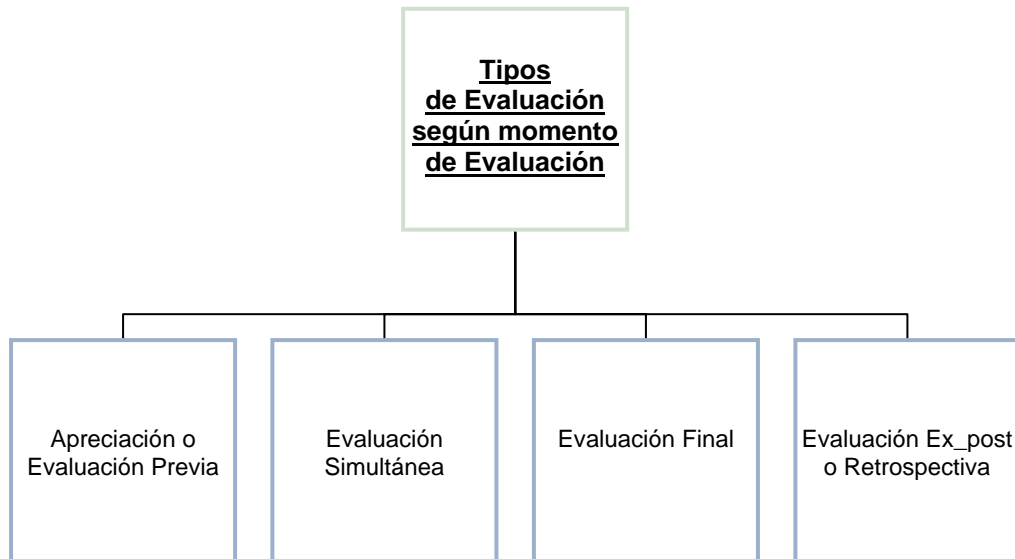 Tipos
de Evaluación
según momento
de Evaluación
Apreciación o
Evaluación Previa
Evaluación
Simultánea
Evaluación Final
Evaluación Ex_post
o Retrospectiva